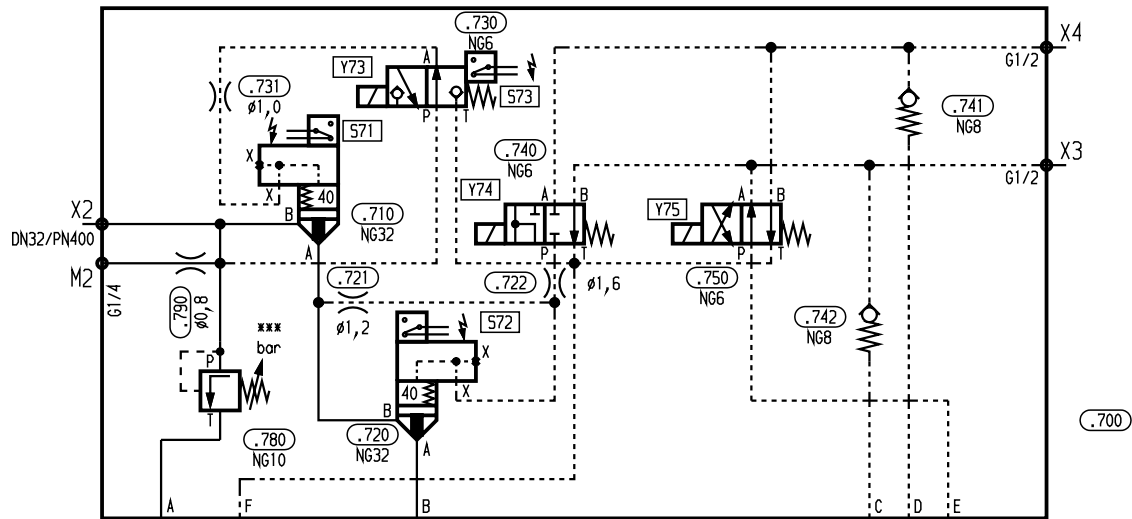 .730
NG6
X4
G1/2
Y73
A
S73
P
T
.731
ø1,0
.741
NG8
S71
X
X
40
B
A
.710
NG32
.740
NG6
X3
G1/2
Y74
A
B
P
T
Y75
A
B
P
T
X2
DN32/PN400
M2
G1/4
.790
ø0,8
.721
ø1,2
.722
ø1,6
.750
NG6
.742
NG8
S72
X
X
40
B
A
***
bar
P
T
.780
NG10
.720
NG32
.700
A
F
B
C
D
E